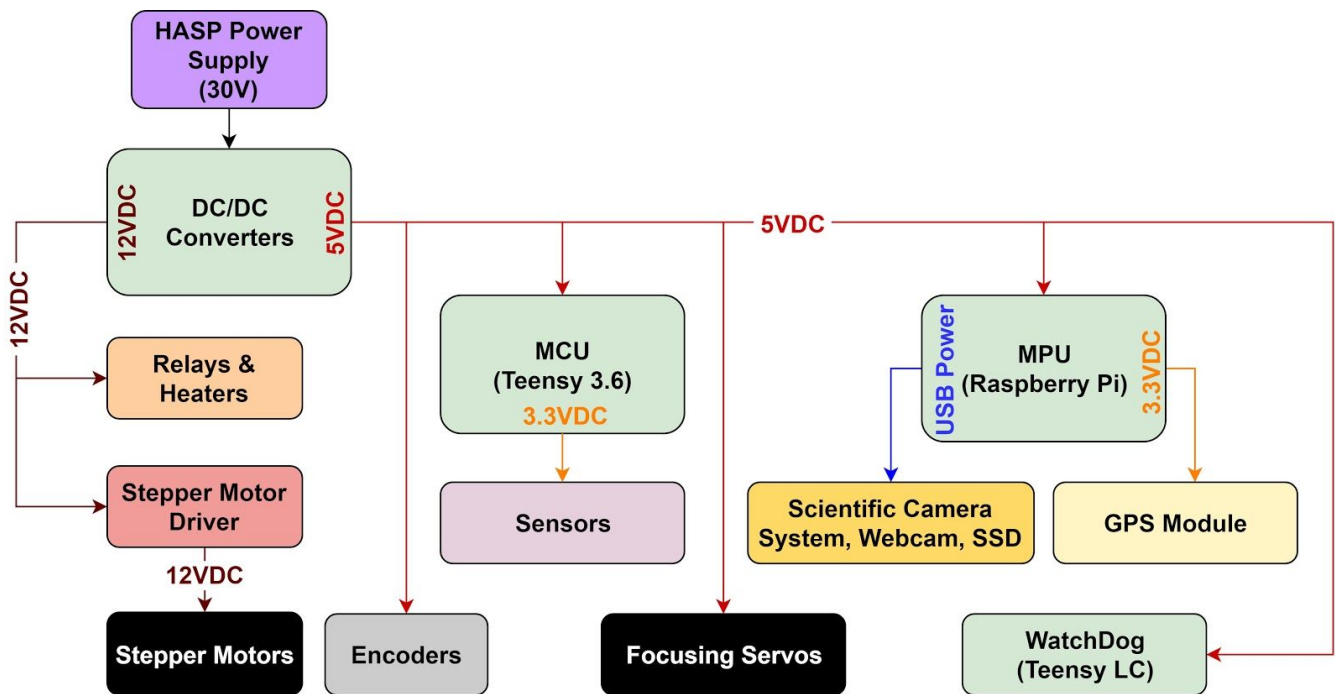 HASP Power
Supply
(30V)
12VDC
DC/DC
Converters
5VDC
5VDC
12VDC
Relays &
Heaters
MCU
(Teensy 3.6)
3.3VDC
USB Power
MPU
(Raspberry Pi)
3.3VDC
Stepper Motor
Driver
Sensors
Scientific Camera
System, Webcam, SSD
GPS Module
12VDC
Stepper Motors
Encoders
Focusing Servos
WatchDog
(Teensy LC)